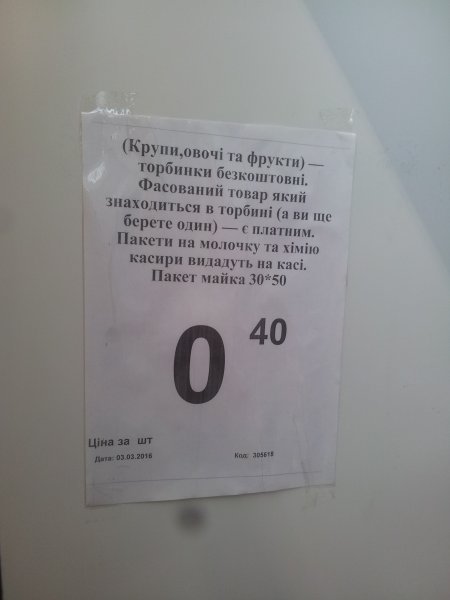 (Крупи,овочі та фрукти) —
торбинки безкоштовні.
Фасований товар який
знаходиться в торбині (а ви ще
берете один) — є платним.
Пакети на молочку та хімію
касири видадуть на касі.
Пакет майка 30*50
0 40
Ціна за шт
Дата: 03.03.2016 Код: 305618